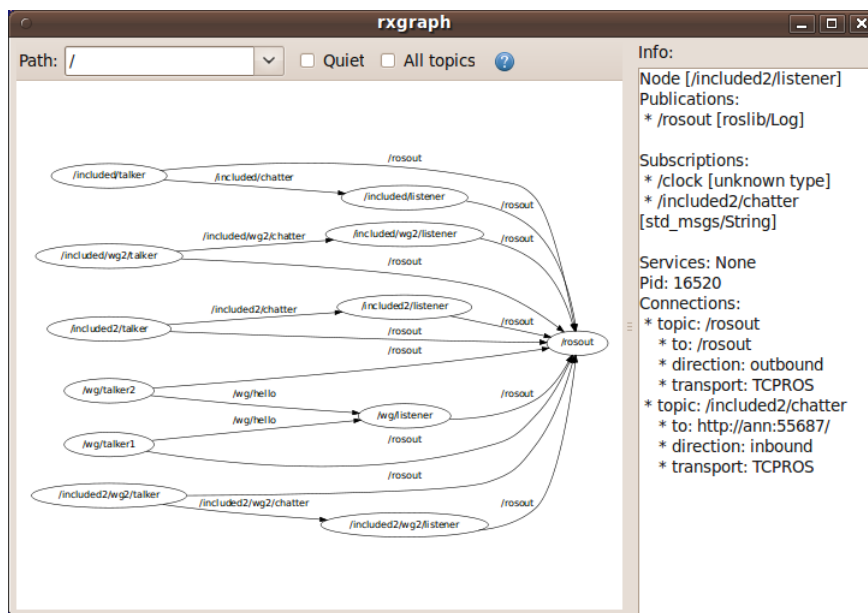 rxgraph
Path: / Quiet All topics ?
/rosout
/included/talker
/included/chatter
/included/listener
/rosout
/included/wg2/chatter
/included/wg2/listener
/rosout
/included/wg2/talker
/rosout
/included2/chatter
/included2/listener
/rosout
/included2/talker
/rosout
/rosout
/rosout
/wg/talker2
/wg/hello
/rosout
/wg/listener
/wg/hello
/wg/talker1
/rosout
/rosout
/included2/wg2/talker
/included2/wg2/chatter
/rosout
/included2/wg2/listener
Info:
Node [/included2/listener]
Publications:
* /rosout [roslib/Log]
Subscriptions:
* /clock [unknown type]
* /included2/chatter
[std_msgs/String]
Services: None
Pid: 16520
Connections:
* topic: /rosout
* to: /rosout
* direction: outbound
* transport: TCPROS
* topic: /included2/chatter
* to: http://ann:55687/
* direction: inbound
* transport: TCPROS